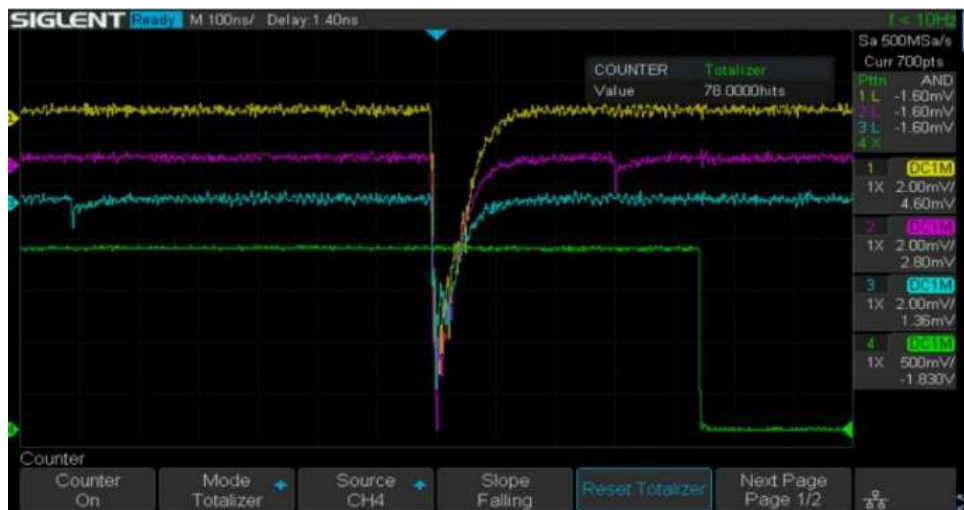 SIGLENT Ready M 100ns/ Delay:1.40ns f < 10Hz
Sa 500MSa/s
Curr 700pts
COUNTER Totalizer
Value 78.0000hits
Pttn AND
1 L -1.60mV
2 L -1.60mV
3 L -1.60mV
4 X
1 DC1M
1X 2.00mV/
4.60mV
2 DC1M
1X 2.00mV/
2.80mV
3 DC1M
1X 2.00mV/
1.36mV
4 DC1M
1X 500mV/
-1.830V
Counter
Counter On
Mode Totalizer
Source CH4
Slope Falling
Reset Totalizer
Next Page Page 1/2